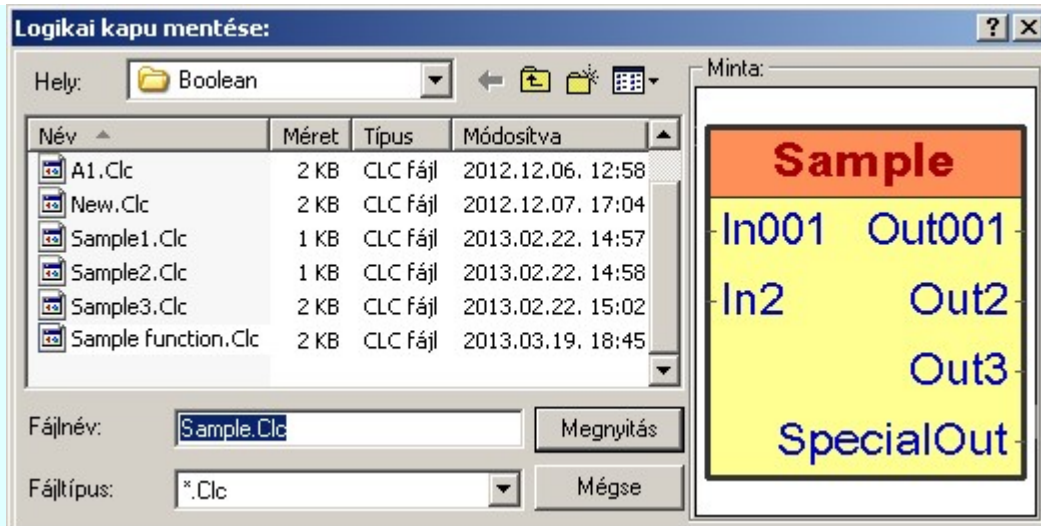 Logikai kapu mentése:
Hely: Boolean
Név Méret Típus Módosítva
A1.Clc 2 KB CLC fájl 2012.12.06. 12:58
New.Clc 2 KB CLC fájl 2012.12.07. 17:04
Sample1.Clc 1 KB CLC fájl 2013.02.22. 14:57
Sample2.Clc 1 KB CLC fájl 2013.02.22. 14:58
Sample3.Clc 2 KB CLC fájl 2013.02.22. 15:02
Sample function.Clc 2 KB CLC fájl 2013.03.19. 18:45
Fájlnév: Sample.Clc Megnyitás
Fájltípus: *.Clc Mégse
Minta:
Sample
In001 Out001
In2 Out2
Out3
SpecialOut